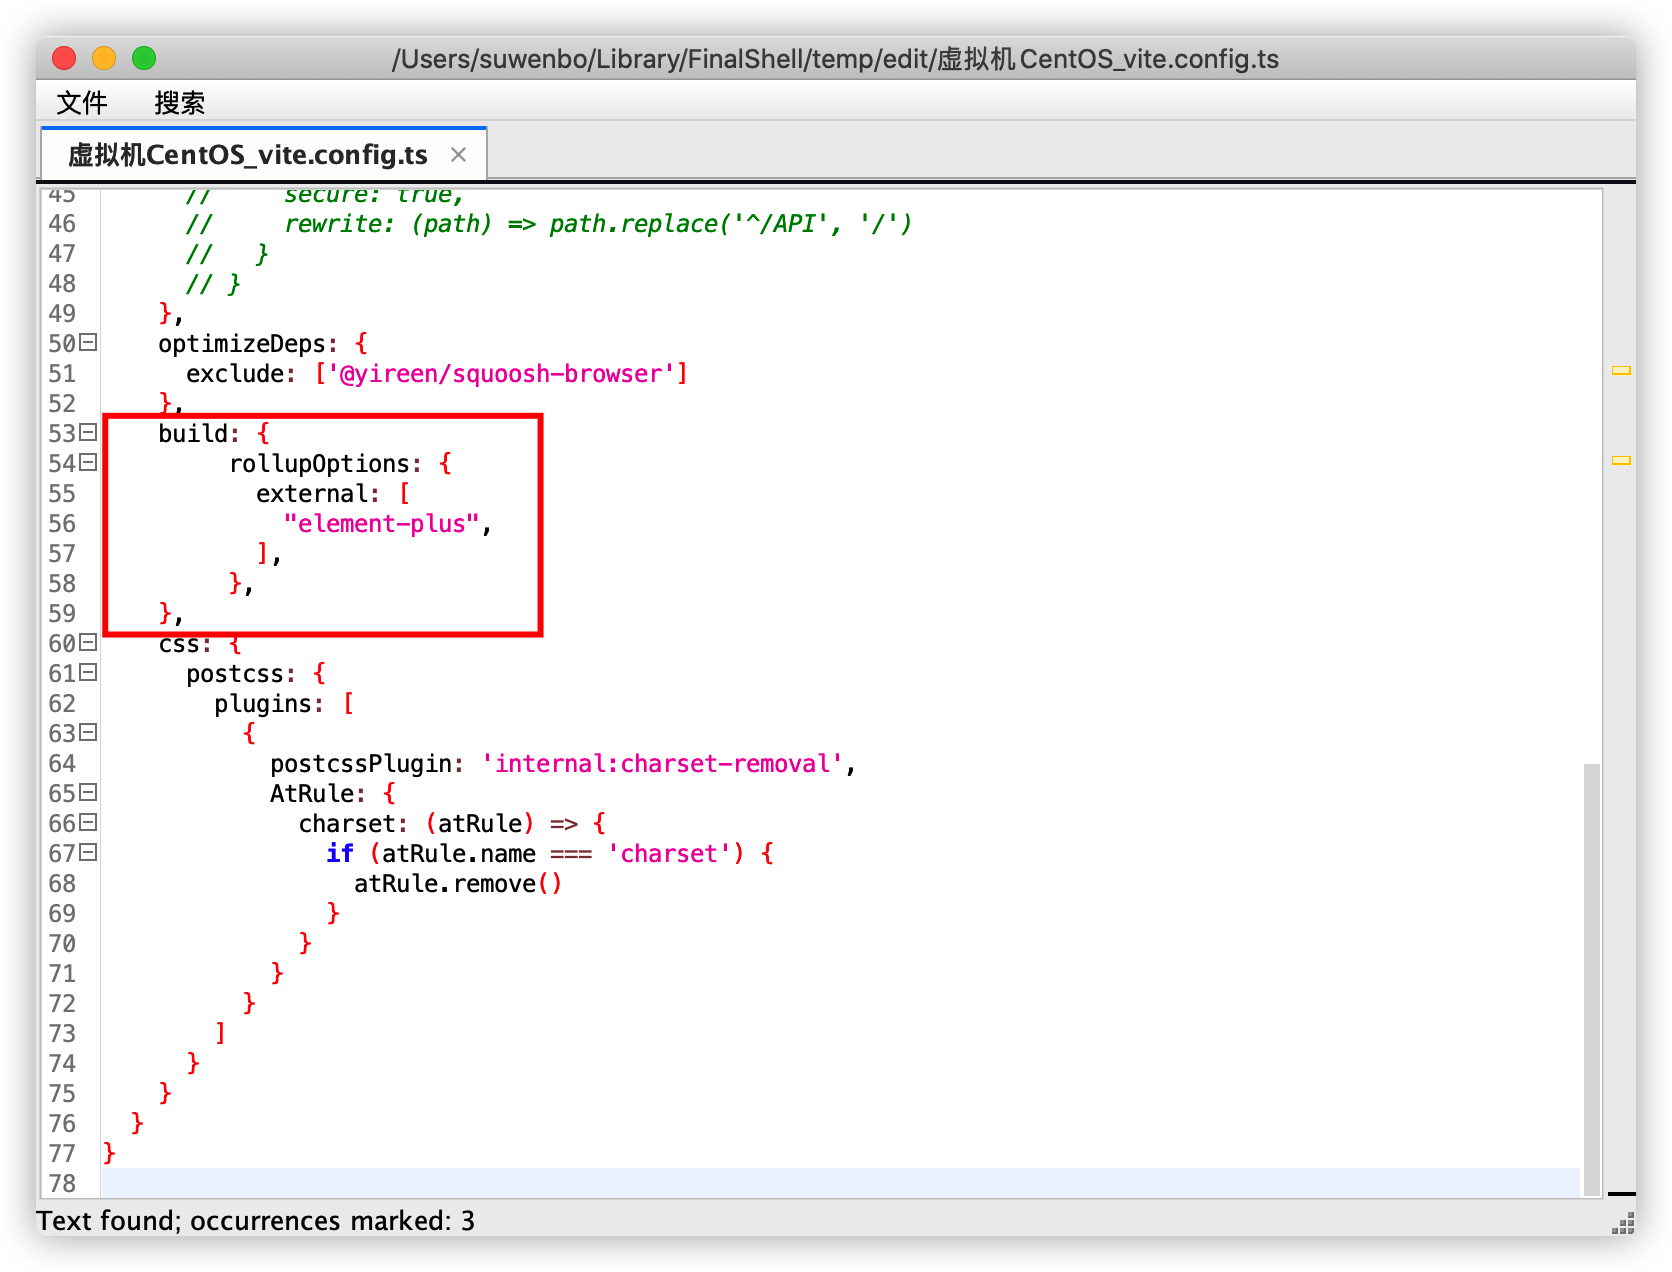 /Users/suwenbo/Library/FinalShell/temp/edit/虚拟机CentOS_vite.config.ts
文件 搜索
虚拟机CentOS_vite.config.ts ×
45 // secure: true,
46 // rewrite: (path) => path.replace('^/API', '/')
47 // }
48 // }
49 },
50 optimizeDeps: {
51 exclude: ['@yireen/squoosh-browser']
52 },
53 build: {
54 rollupOptions: {
55 external: [
56 "element-plus",
57 ],
58 },
59 },
60 css: {
61 postcss: {
62 plugins: [
63 {
64 postcssPlugin: 'internal:charset-removal',
65 AtRule: {
66 charset: (atRule) => {
67 if (atRule.name === 'charset') {
68 atRule.remove()
69 }
70 }
71 }
72 }
73 ]
74 }
75 }
76 }
77 }
78
Text found; occurrences marked: 3